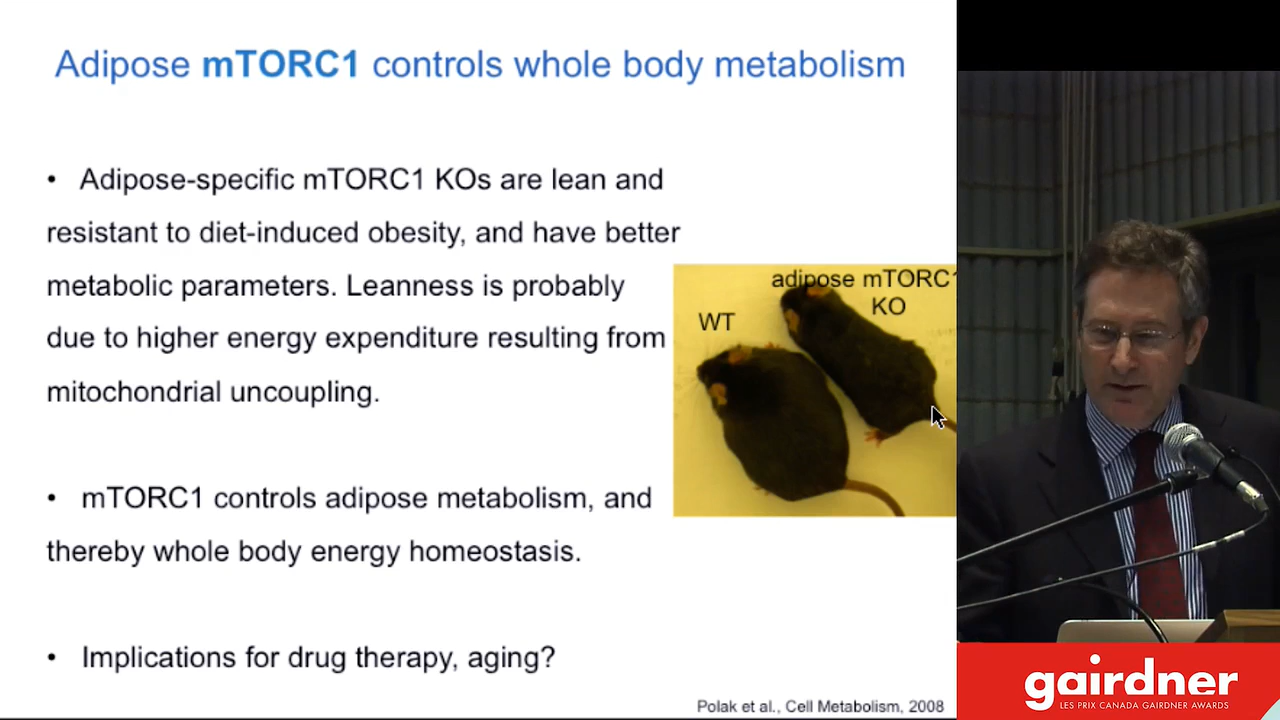 Adipose mTORC1 controls whole body metabolism
• Adipose-specific mTORC1 KOs are lean and
resistant to diet-induced obesity, and have better
metabolic parameters. Leanness is probably
due to higher energy expenditure resulting from
mitochondrial uncoupling.
adipose mTORC1
KO
WT
• mTORC1 controls adipose metabolism, and
thereby whole body energy homeostasis.
• Implications for drug therapy, aging?
Polak et al., Cell Metabolism, 2008
gairdner
LES PRIX CANADA GAIRDNER AWARDS